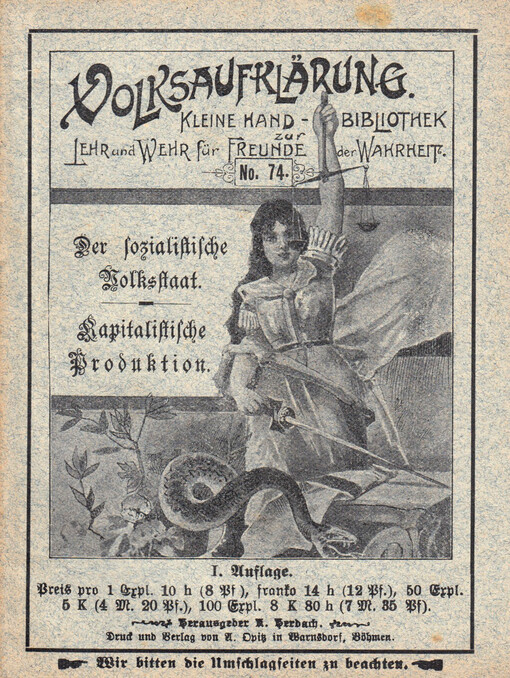 VOLKSAUFKLÄRUNG.
KLEINE HAND-BIBLIOTHEK
zur
LEHR und WEHR für FREUNDE der WAHRHEIT.
No. 74.
Der sozialistische
Volksstaat.
Kapitalistische
Produktion.
I. Auflage.
Preis pro 1 Expl. 10 h (8 Pf), franko 14 h (12 Pf.), 50 Expl.
5 K (4 M. 20 Pf.), 100 Expl. 8 K 80 h (7 M. 35 Pf).
Herausgeder A. Herdach.
Druck und Verlag von A. Opitz in Warnsdorf, Böhmen.
Wir bitten die Umschlagseiten zu beachten.